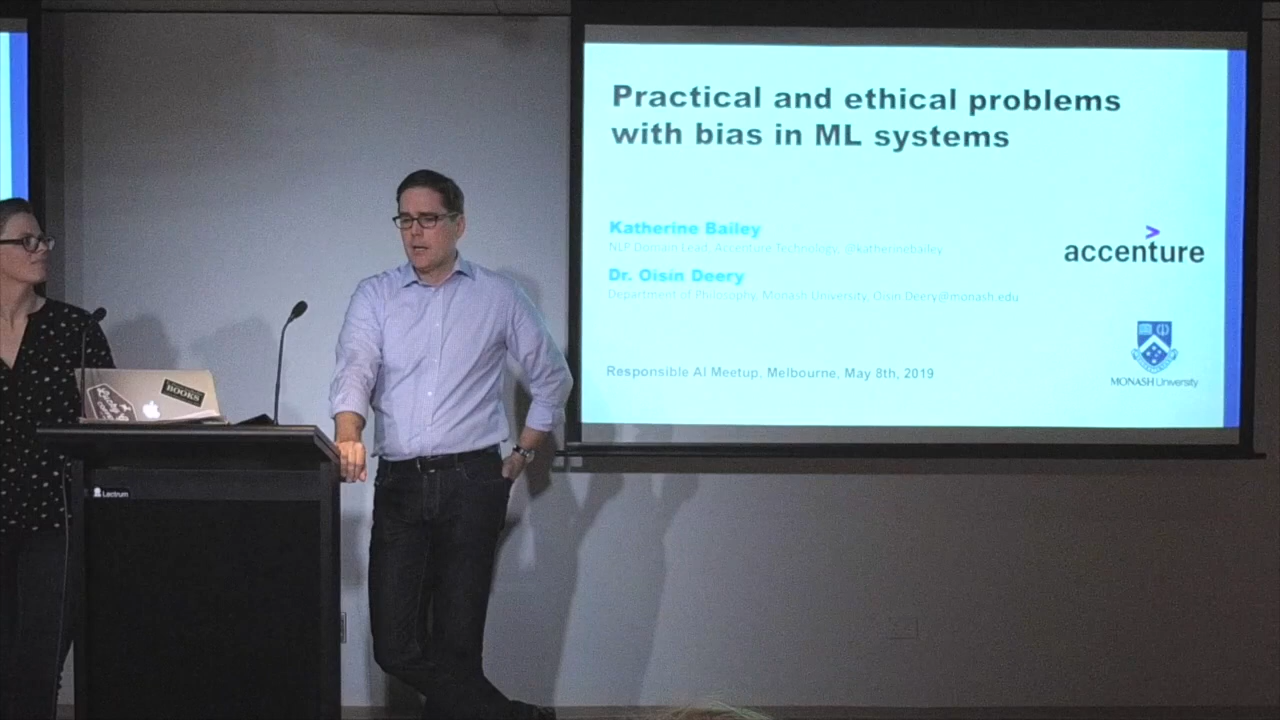 Practical and ethical problems
with bias in ML systems
Katherine Bailey
NLP Domain Lead, Accenture Technology, @katherinebailey
Dr. Oisin Deery
Department of Philosophy, Monash University, Oisin.Deery@monash.edu
accenture
MONASH University
Responsible AI Meetup, Melbourne, May 8th, 2019
BOOKS
Lectrum